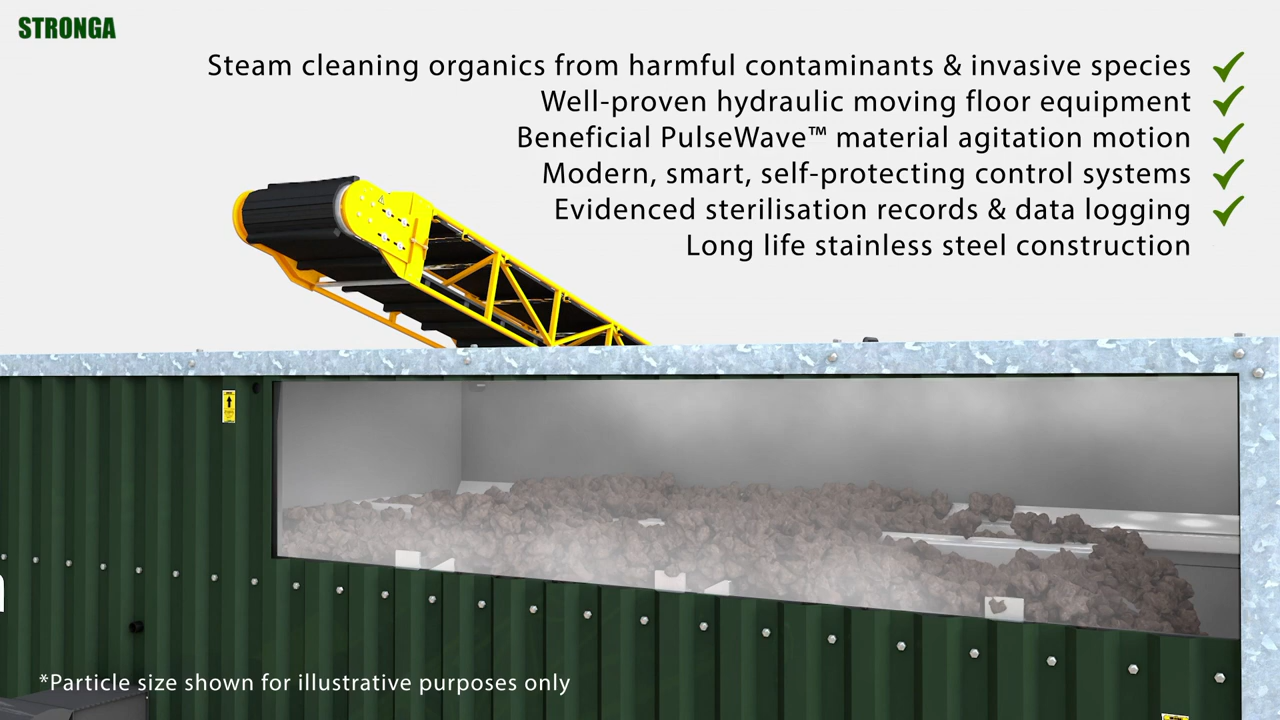 STRONGA
Steam cleaning organics from harmful contaminants & invasive species
Well-proven hydraulic moving floor equipment
Beneficial PulseWave™ material agitation motion
Modern, smart, self-protecting control systems
Evidenced sterilisation records & data logging
Long life stainless steel construction
*Particle size shown for illustrative purposes only